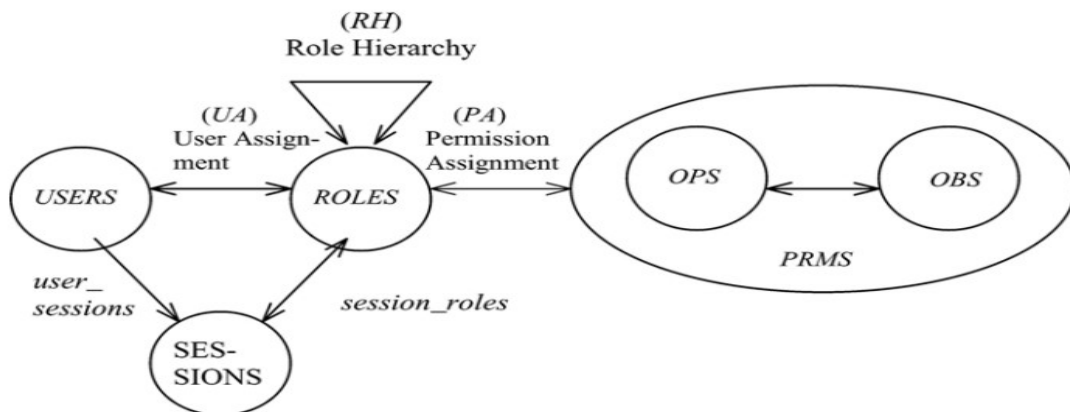 (RH)
Role Hierarchy
(UA)
User Assign-
ment
(PA)
Permission
Assignment
USERS
ROLES
OPS
OBS
PRMS
user_
sessions
session_roles
SES-
SIONS